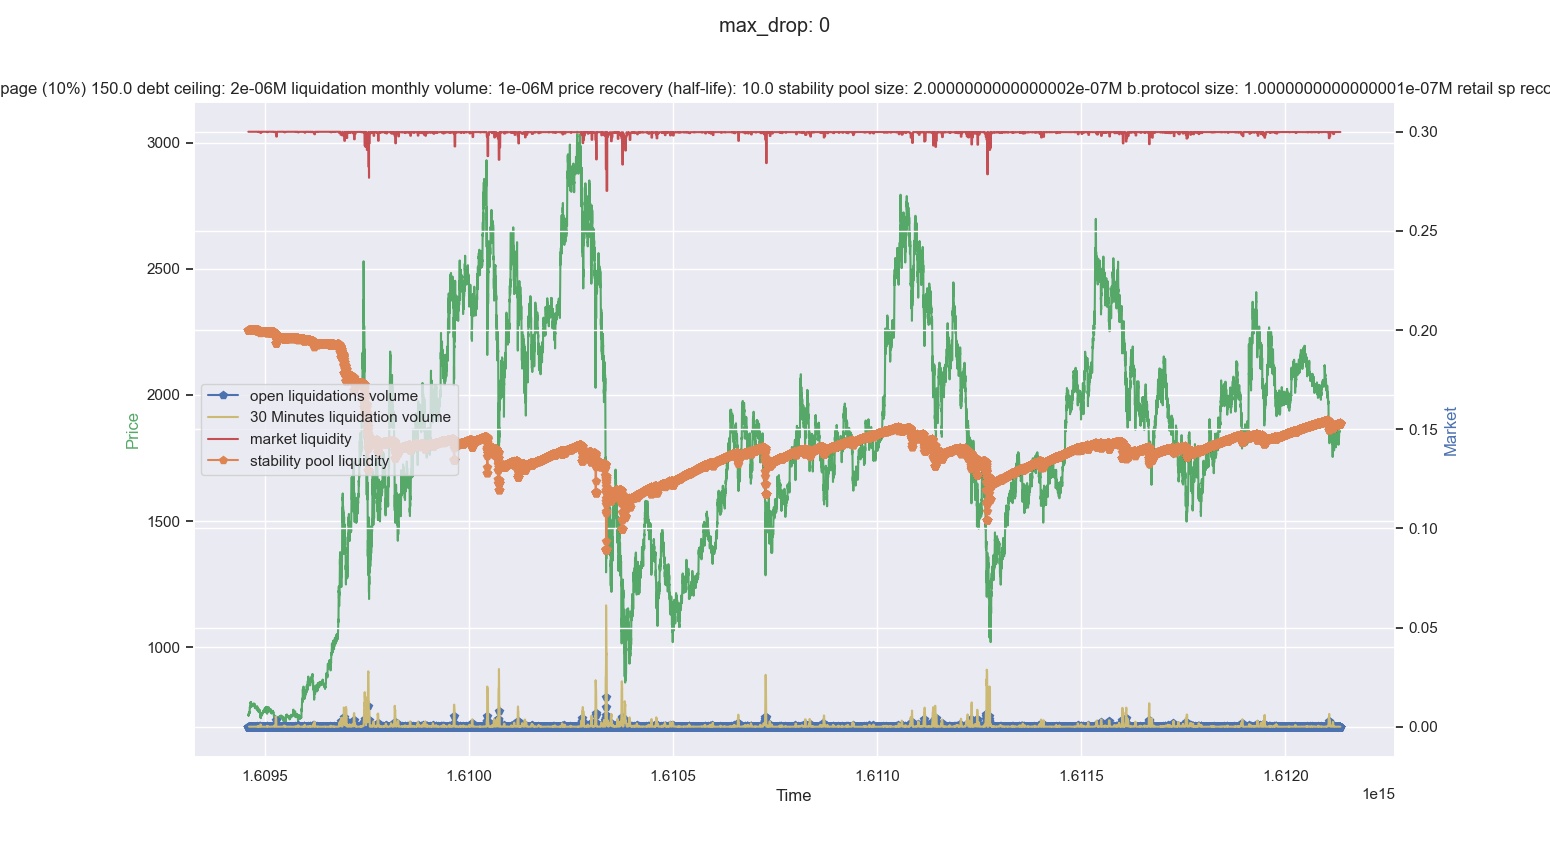 max_drop: 0
page (10%) 150.0 debt ceiling: 2e-06M liquidation monthly volume: 1e-06M price recovery (half-life): 10.0 stability pool size: 2.0000000000000002e-07M b.protocol size: 1.0000000000000001e-07M retail sp reco
3000
2500
2000
1500
1000
Price
open liquidations volume
30 Minutes liquidation volume
market liquidity
stability pool liquidity
0.30
0.25
0.20
0.15
0.10
0.05
0.00
Market
1.6095 1.6100 1.6105 1.6110 1.6115 1.6120
Time
1e15